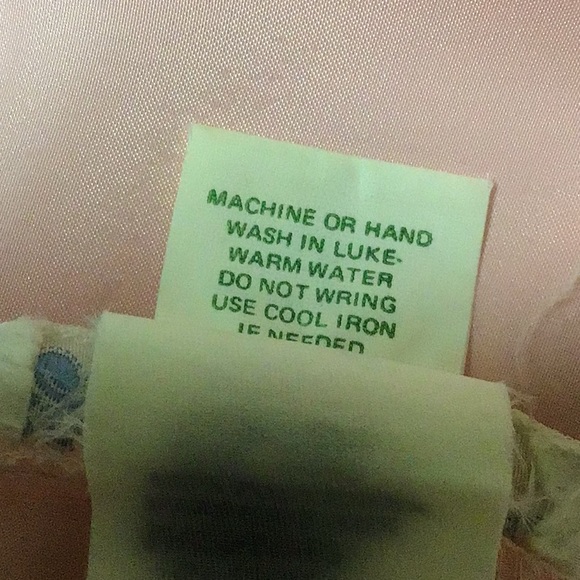 MACHINE OR HAND
WASH IN LUKE-
WARM WATER
DO NOT WRING
USE COOL IRON
IF NEEDED